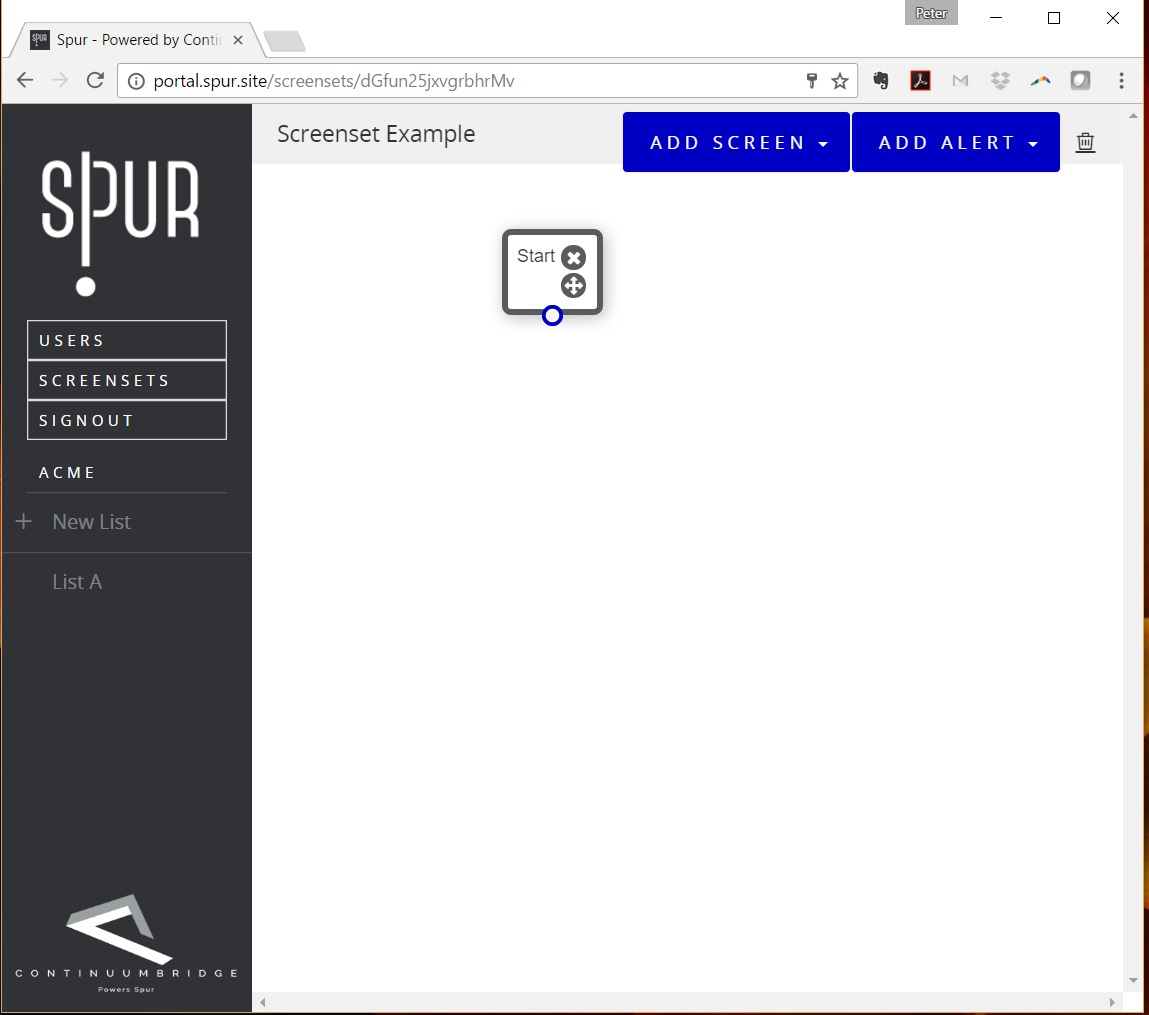 Peter
Spur - Powered by Conti
portal.spur.site/screensets/dGfun25jxvgrbhrMv
SPUR
USERS
SCREENSETS
SIGNOUT
ACME
New List
List A
CONTINUUMBRIDGE
Powers Spur
Screenset Example
ADD SCREEN
ADD ALERT
Start